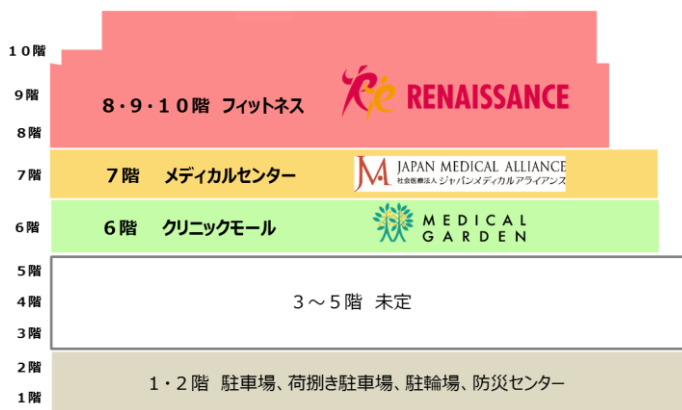 10階
9階
8・9・10階 フィットネス
RENAISSANCE
8階
7階
7階 メディカルセンター
JMA
JAPAN MEDICAL ALLIANCE
社会医療法人 ジャパンメディカルアライアンス
6階
6階 クリニックモール
MEDICAL
GARDEN
5階
4階
3～5階 未定
3階
2階
1・2階 駐車場、荷捌き駐車場、駐輪場、防災センター
1階